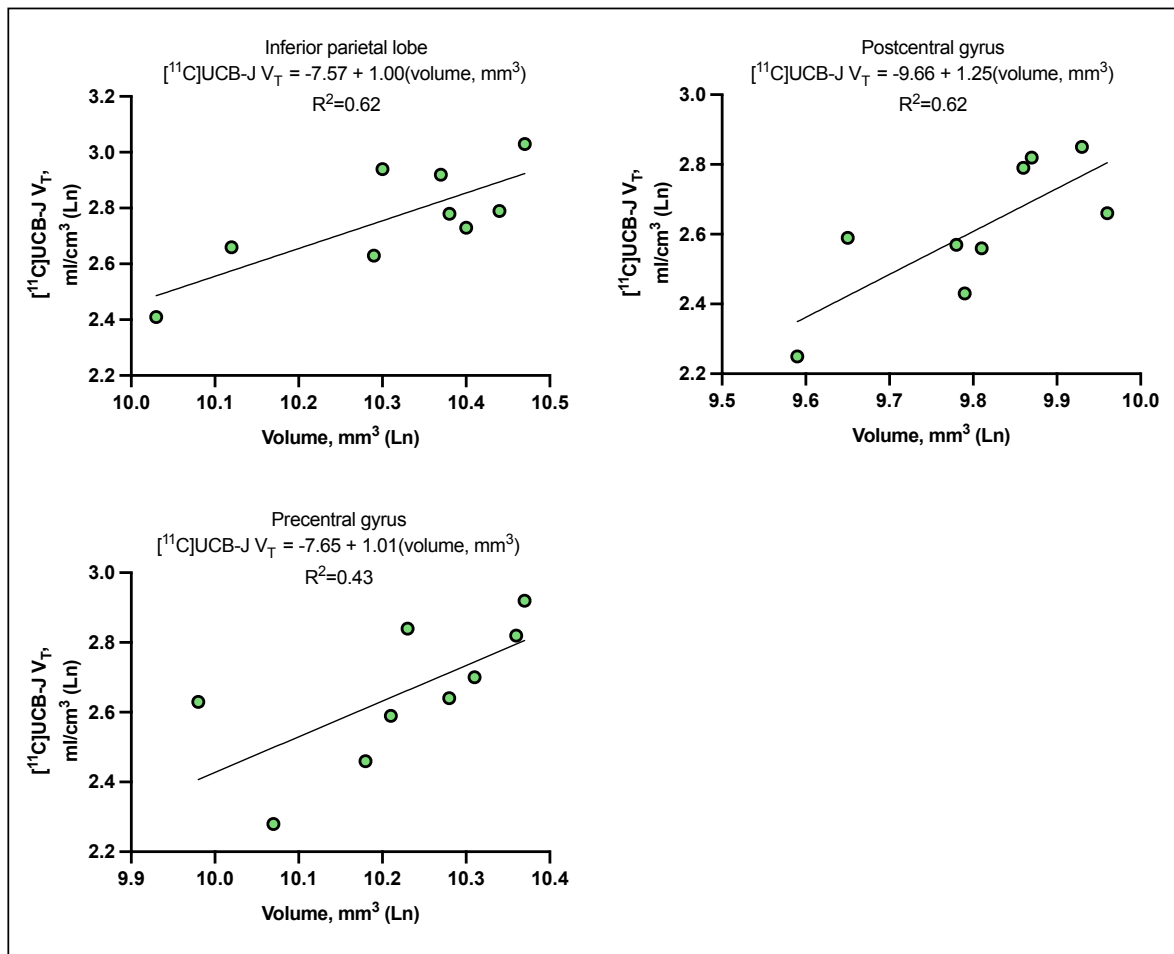 Inferior parietal lobe
[¹¹C]UCB-J V_T = -7.57 + 1.00(volume, mm³)
R²=0.62
[¹¹C]UCB-J V_T,
ml/cm³ (Ln)
3.2
3.0
2.8
2.6
2.4
2.2
10.0 10.1 10.2 10.3 10.4 10.5
Volume, mm³ (Ln)
Postcentral gyrus
[¹¹C]UCB-J V_T = -9.66 + 1.25(volume, mm³)
R²=0.62
[¹¹C]UCB-J V_T,
ml/cm³ (Ln)
3.0
2.8
2.6
2.4
2.2
9.5 9.6 9.7 9.8 9.9 10.0
Volume, mm³ (Ln)
Precentral gyrus
[¹¹C]UCB-J V_T = -7.65 + 1.01(volume, mm³)
R²=0.43
[¹¹C]UCB-J V_T,
ml/cm³ (Ln)
3.0
2.8
2.6
2.4
2.2
9.9 10.0 10.1 10.2 10.3 10.4
Volume, mm³ (Ln)